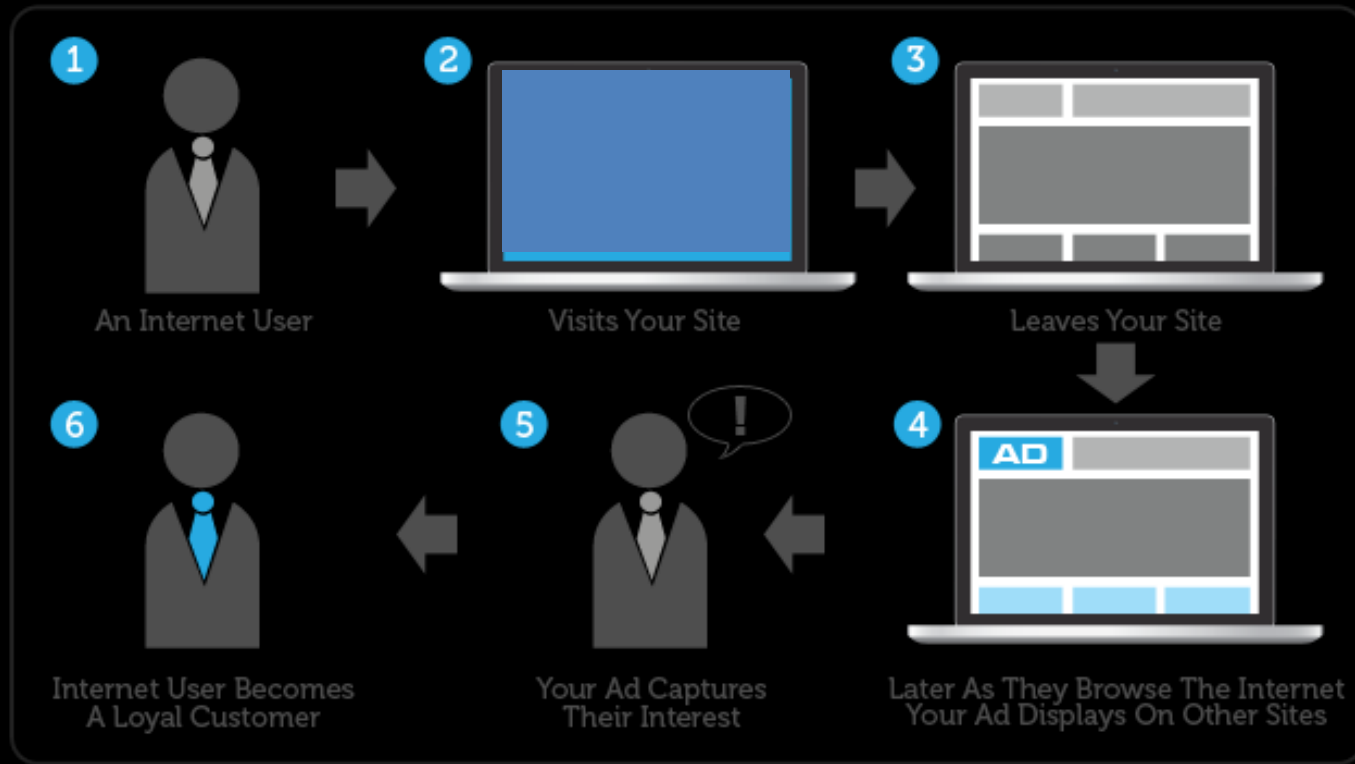 1
An Internet User
2
Visits Your Site
3
Leaves Your Site
4
AD
Later As They Browse The Internet
Your Ad Displays On Other Sites
5
!
Your Ad Captures
Their Interest
6
Internet User Becomes
A Loyal Customer